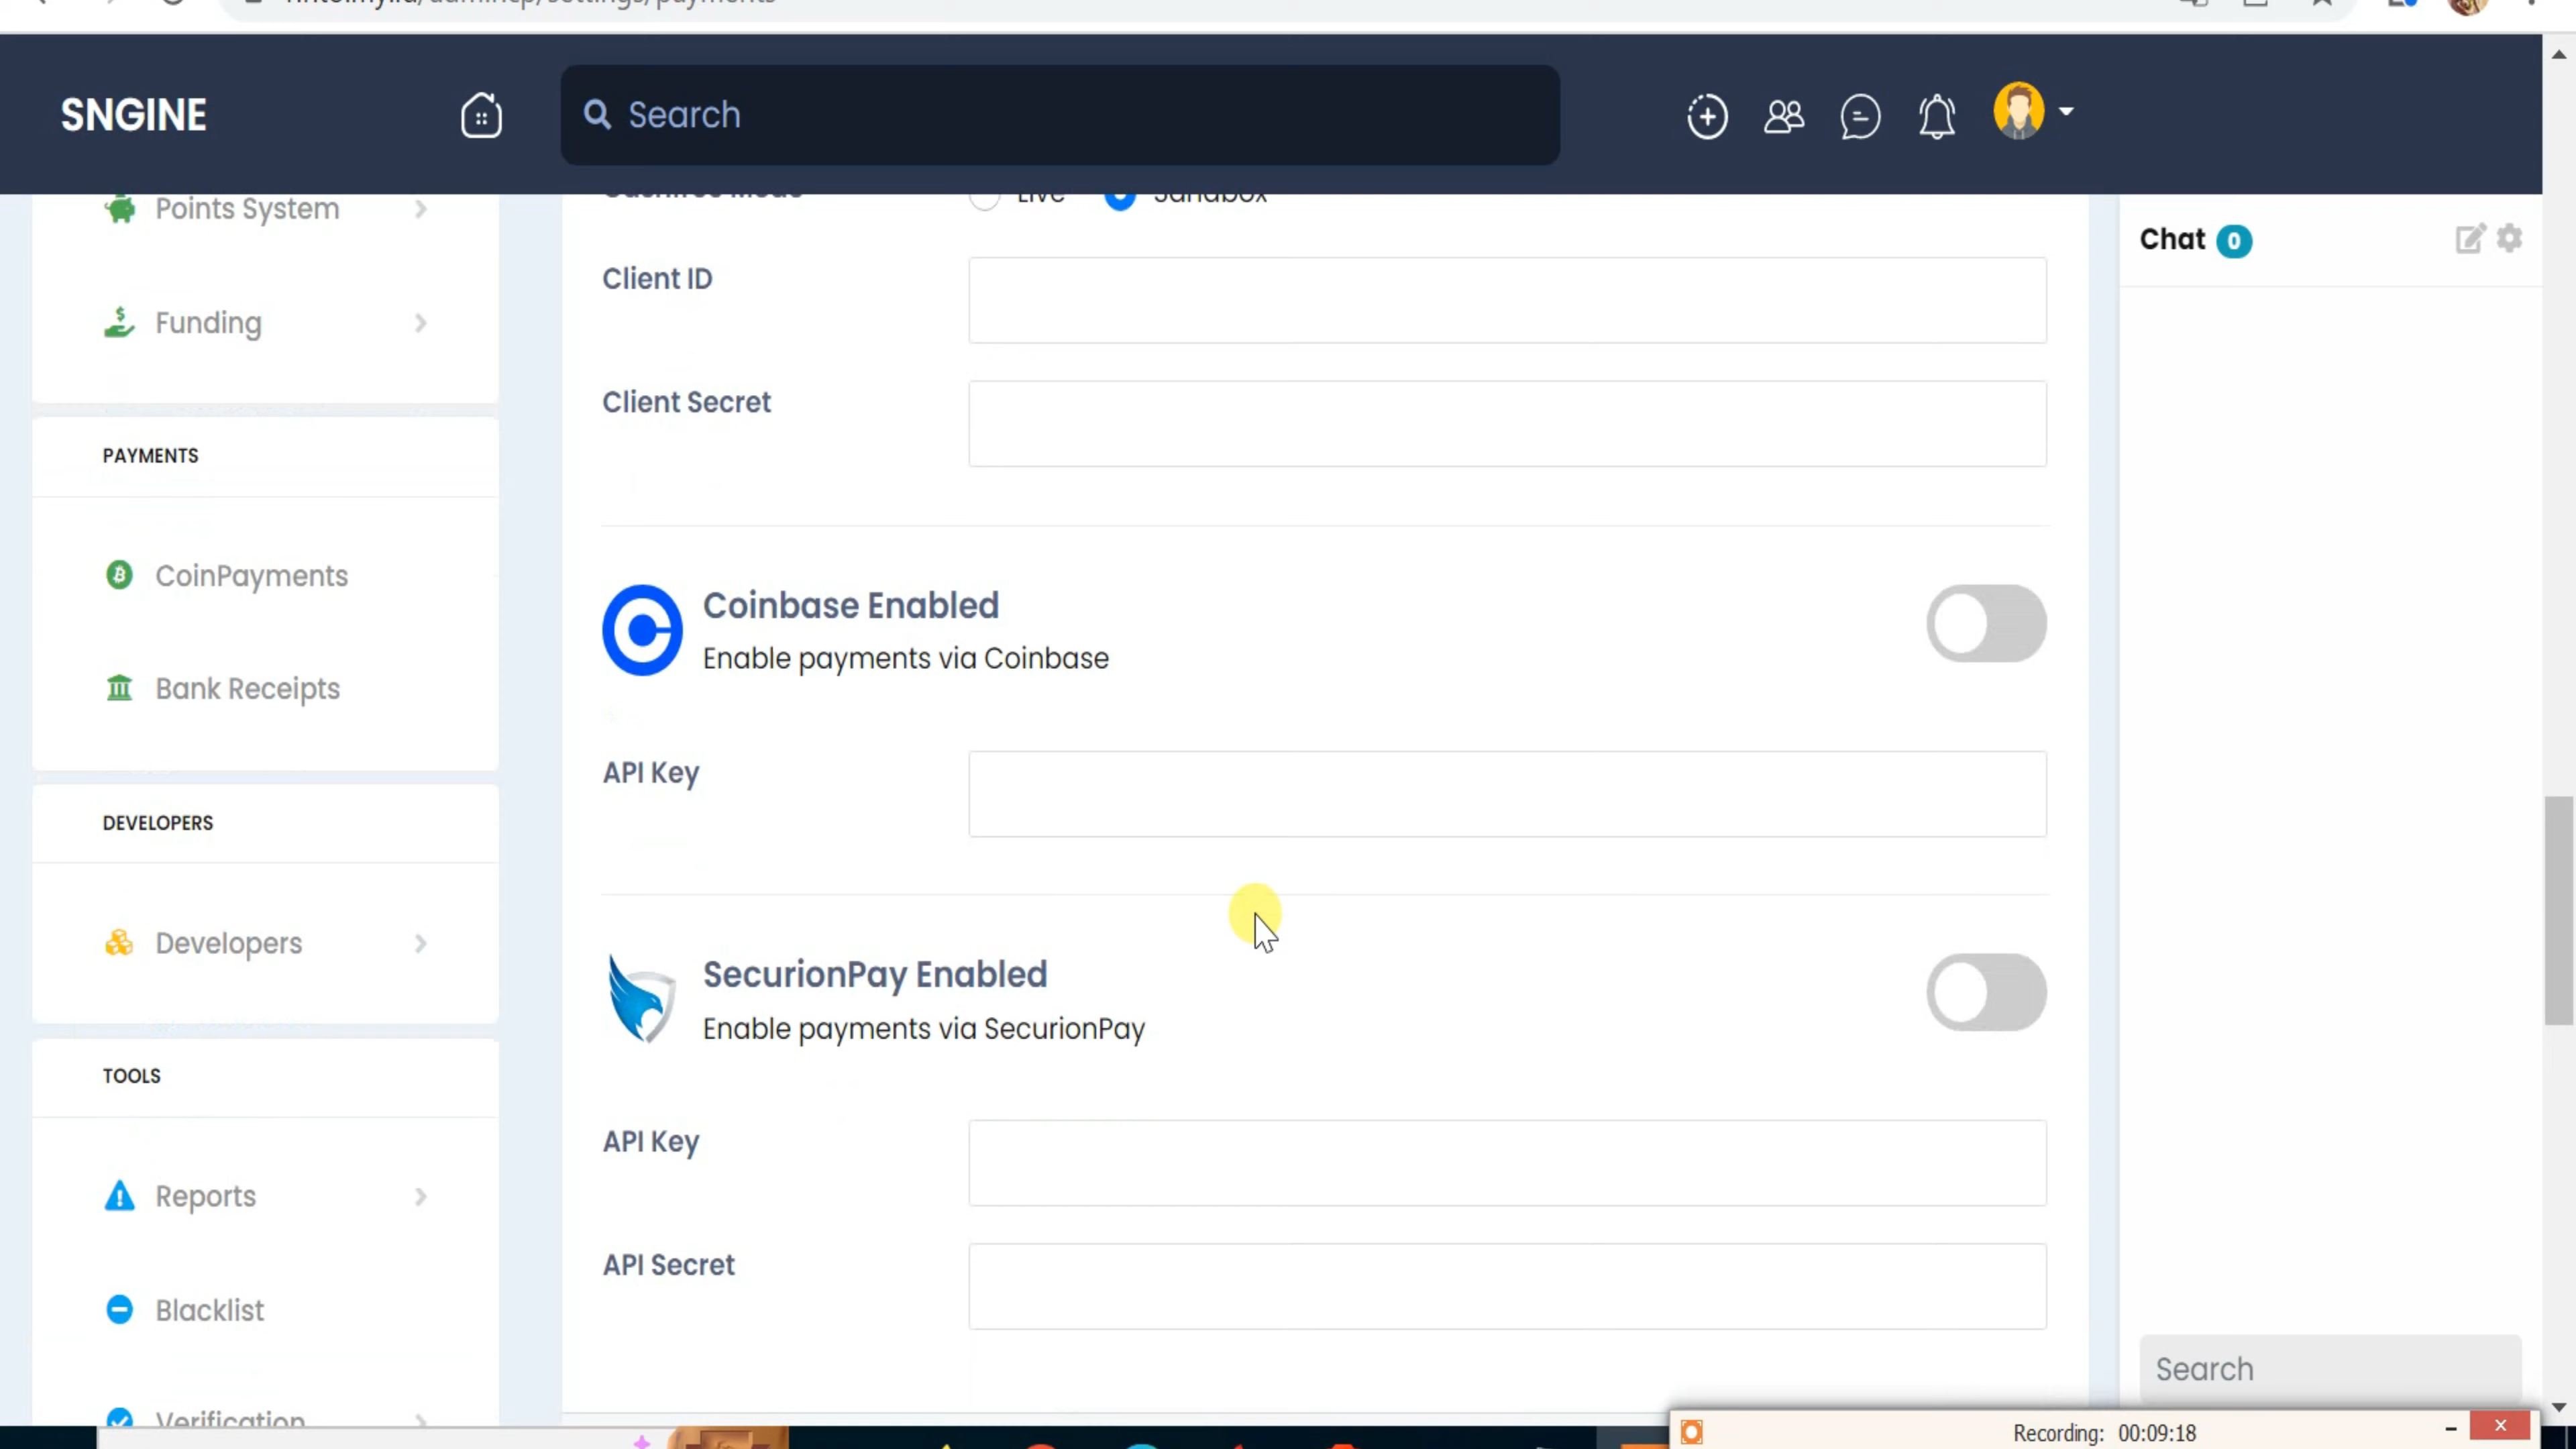 SNGINE
Search
Points System
Funding
PAYMENTS
CoinPayments
Bank Receipts
DEVELOPERS
Developers
TOOLS
Reports
Blacklist
Verification
Live
Sandbox
Client ID
Client Secret
Coinbase Enabled
Enable payments via Coinbase
API Key
SecurionPay Enabled
Enable payments via SecurionPay
API Key
API Secret
Chat 0
Search
Recording: 00:09:18